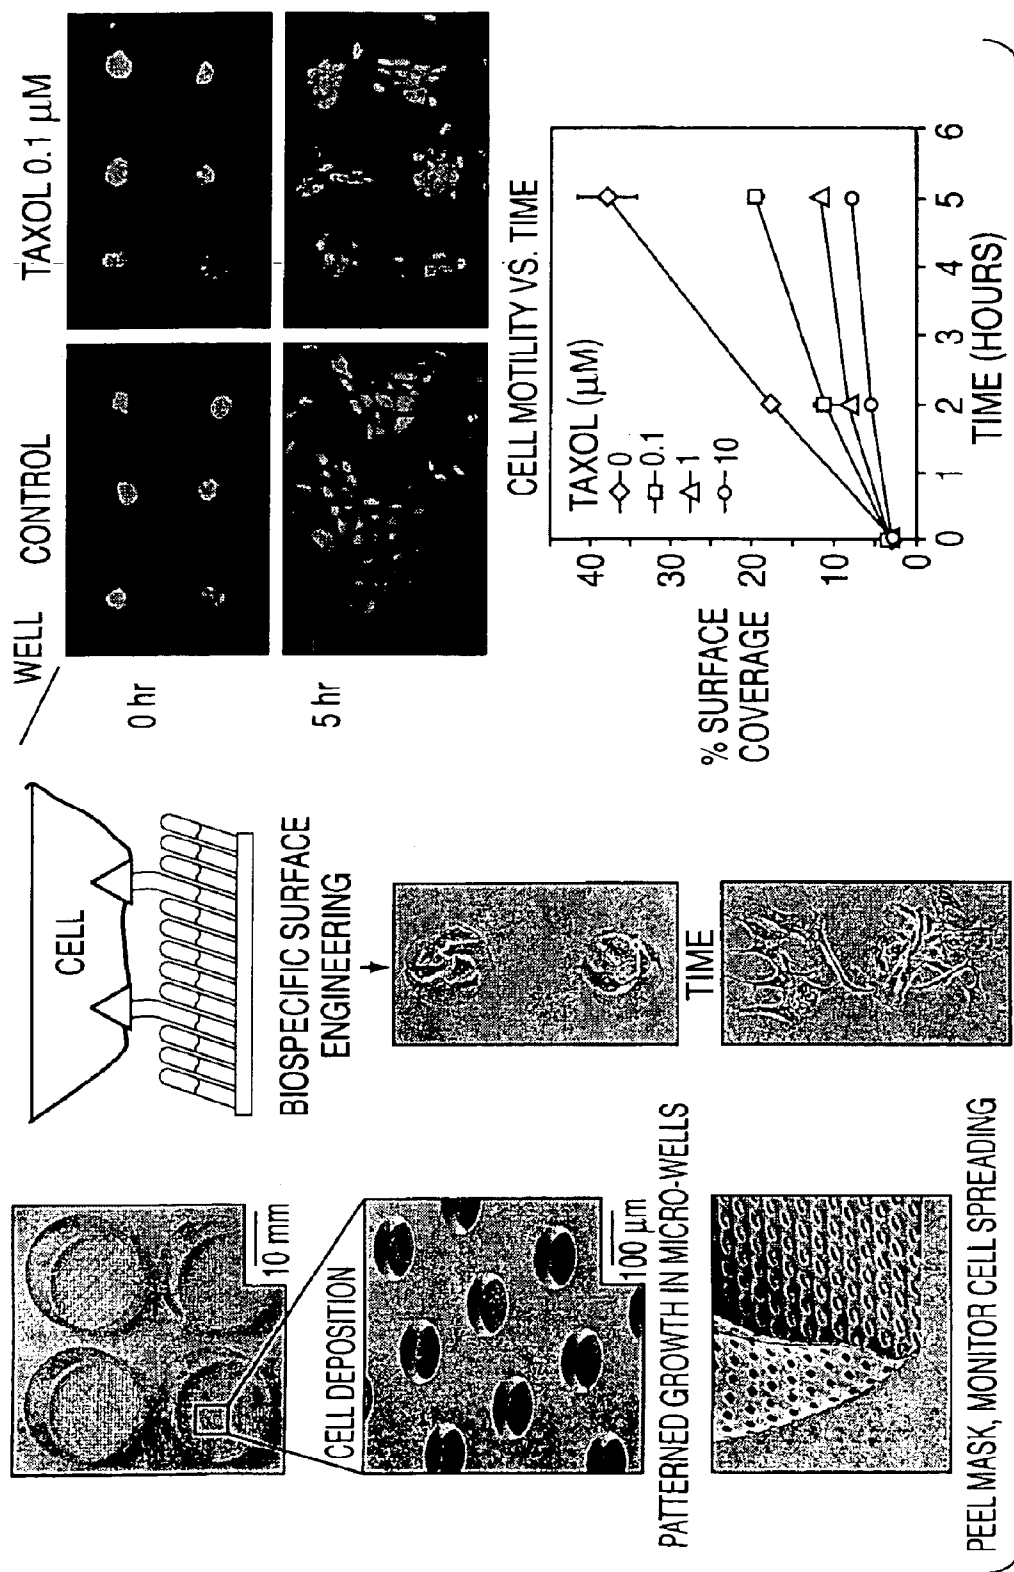 10 mm
CELL DEPOSITION
100 µm
PATTERNED GROWTH IN MICRO-WELLS
PEEL MASK, MONITOR CELL SPREADING
CELL
BIOSPECIFIC SURFACE
ENGINEERING
TIME
WELL
CONTROL
TAXOL 0.1 µM
0 hr
5 hr
CELL MOTILITY VS. TIME
TAXOL (µM)
0
0.1
1
10
% SURFACE
COVERAGE
40
30
20
10
0
0 1 2 3 4 5 6
TIME (HOURS)